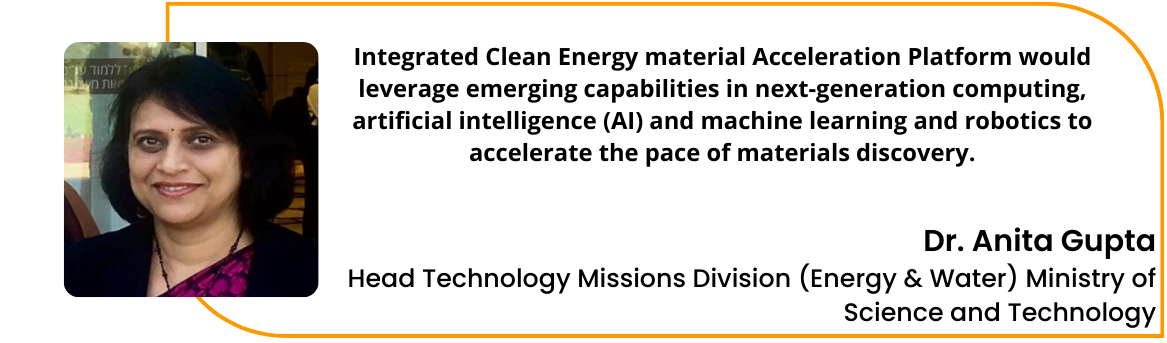 ללמוד
Integrated Clean Energy material Acceleration Platform would
leverage emerging capabilities in next-generation computing,
artificial intelligence (AI) and machine learning and robotics to
accelerate the pace of materials discovery.
Dr. Anita Gupta
Head Technology Missions Division (Energy & Water) Ministry of
Science and Technology